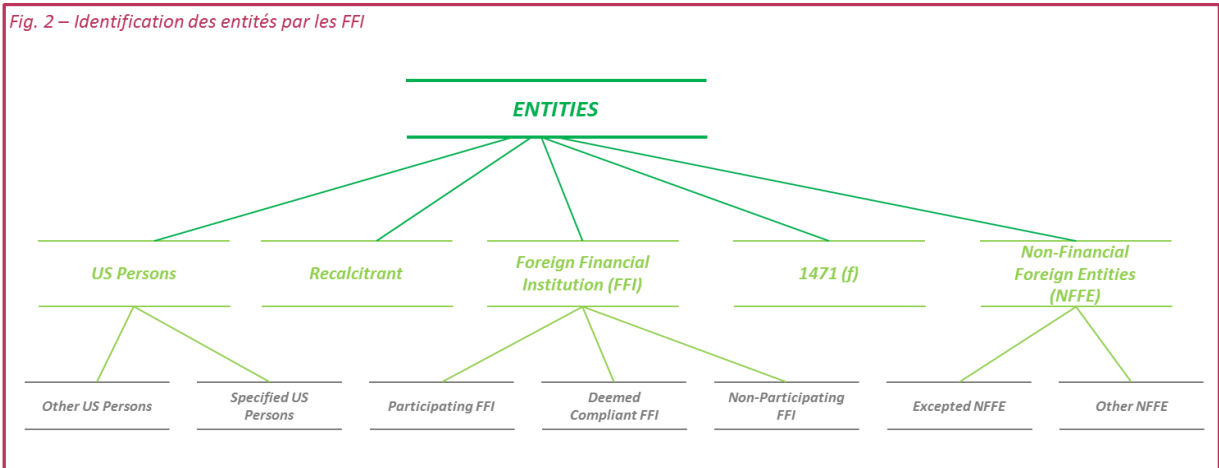 Fig. 2 – Identification des entités par les FFI
ENTITIES
US Persons
Recalcitrant
Foreign Financial
Institution (FFI)
1471 (f)
Non-Financial
Foreign Entities
(NFFE)
Other US Persons
Specified US
Persons
Participating FFI
Deemed
Compliant FFI
Non-Participating
FFI
Excepted NFFE
Other NFFE